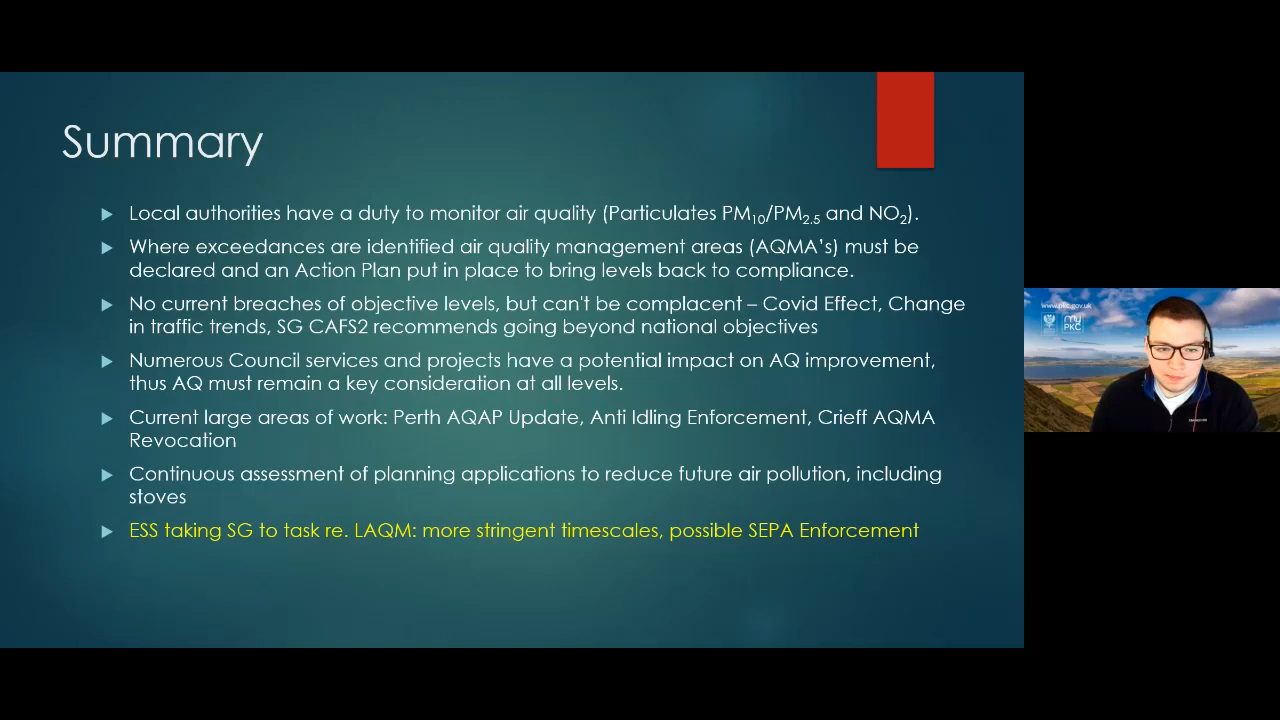 Summary
Local authorities have a duty to monitor air quality (Particulates PM10/PM2.5 and NO2).
Where exceedances are identified air quality management areas (AQMA's) must be
declared and an Action Plan put in place to bring levels back to compliance.
No current breaches of objective levels, but can't be complacent – Covid Effect, Change
in traffic trends, SG CAFS2 recommends going beyond national objectives
Numerous Council services and projects have a potential impact on AQ improvement,
thus AQ must remain a key consideration at all levels.
Current large areas of work: Perth AQAP Update, Anti Idling Enforcement, Crieff AQMA
Revocation
Continuous assessment of planning applications to reduce future air pollution, including
stoves
ESS taking SG to task re. LAQM: more stringent timescales, possible SEPA Enforcement
www.pkc.gov.uk
my
PKC